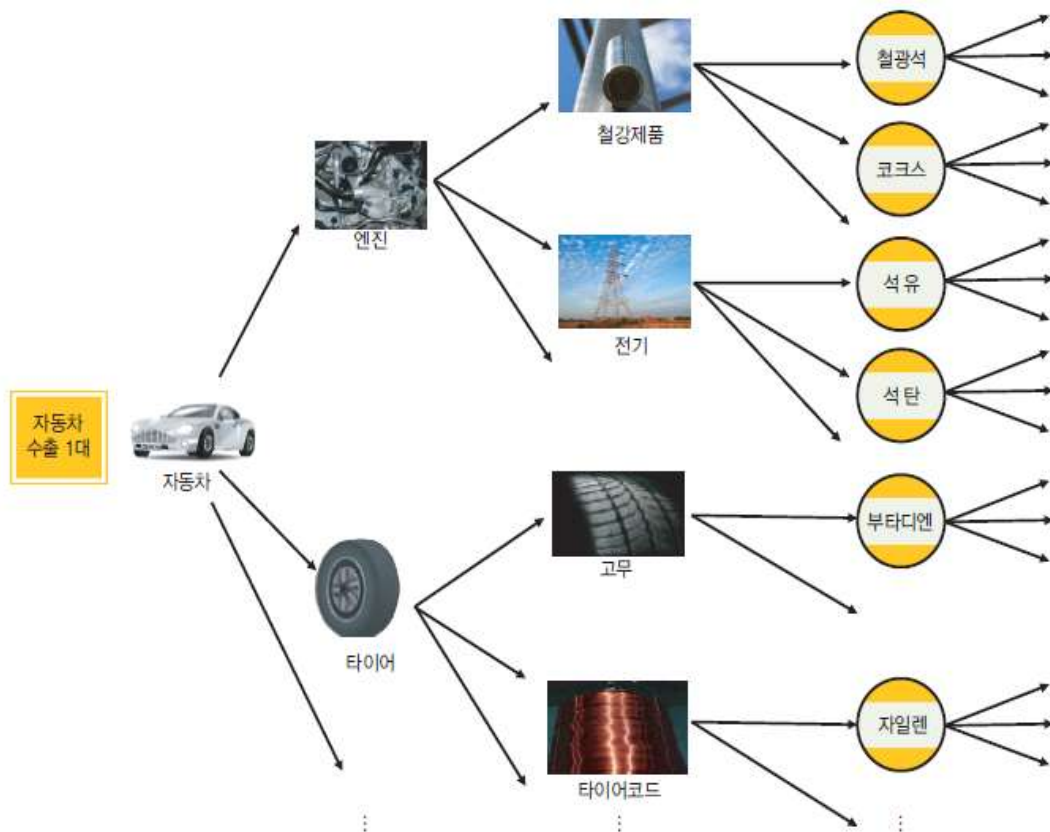 자동차
수출 1대
자동차
엔진
타이어
철강제품
전기
고무
타이어코드
철광석
코크스
석 유
석 탄
부타디엔
자일렌
⋮
⋮
⋮